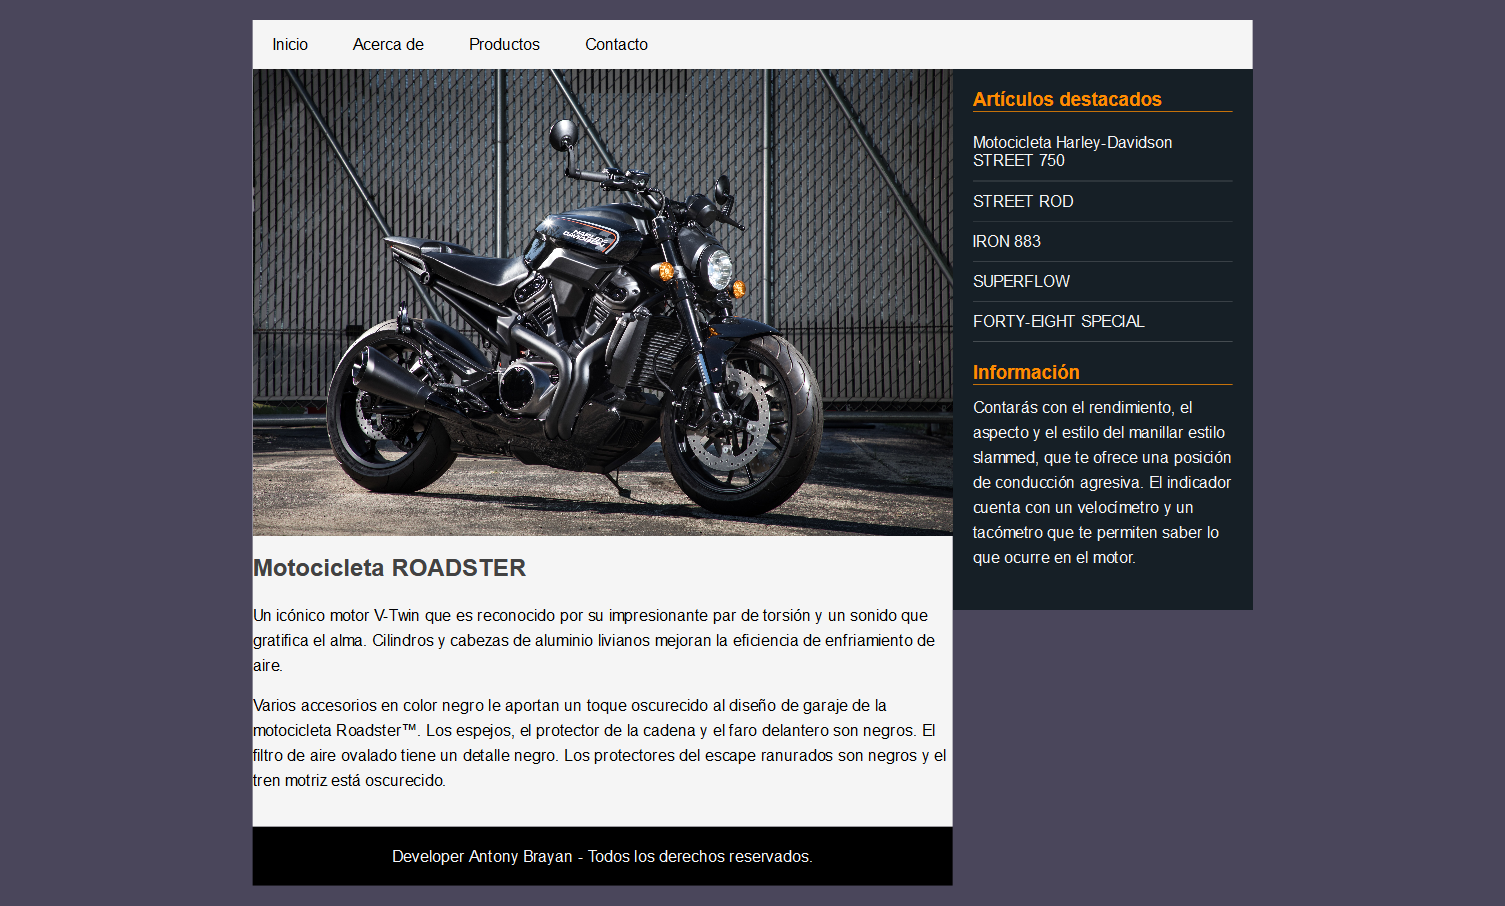 Inicio
Acerca de
Productos
Contacto
HARLEY-DAVIDSON
Motocicleta ROADSTER
Un icónico motor V-Twin que es reconocido por su impresionante par de torsión y un sonido que
gratifica el alma. Cilindros y cabezas de aluminio livianos mejoran la eficiencia de enfriamiento de
aire.
Varios accesorios en color negro le aportan un toque oscurecido al diseño de garaje de la
motocicleta Roadster™. Los espejos, el protector de la cadena y el faro delantero son negros. El
filtro de aire ovalado tiene un detalle negro. Los protectores del escape ranurados son negros y el
tren motriz está oscurecido.
Artículos destacados
Motocicleta Harley-Davidson
STREET 750
STREET ROD
IRON 883
SUPERFLOW
FORTY-EIGHT SPECIAL
Información
Contarás con el rendimiento, el
aspecto y el estilo del manillar estilo
slammed, que te ofrece una posición
de conducción agresiva. El indicador
cuenta con un velocímetro y un
tacómetro que te permiten saber lo
que ocurre en el motor.
Developer Antony Brayan - Todos los derechos reservados.